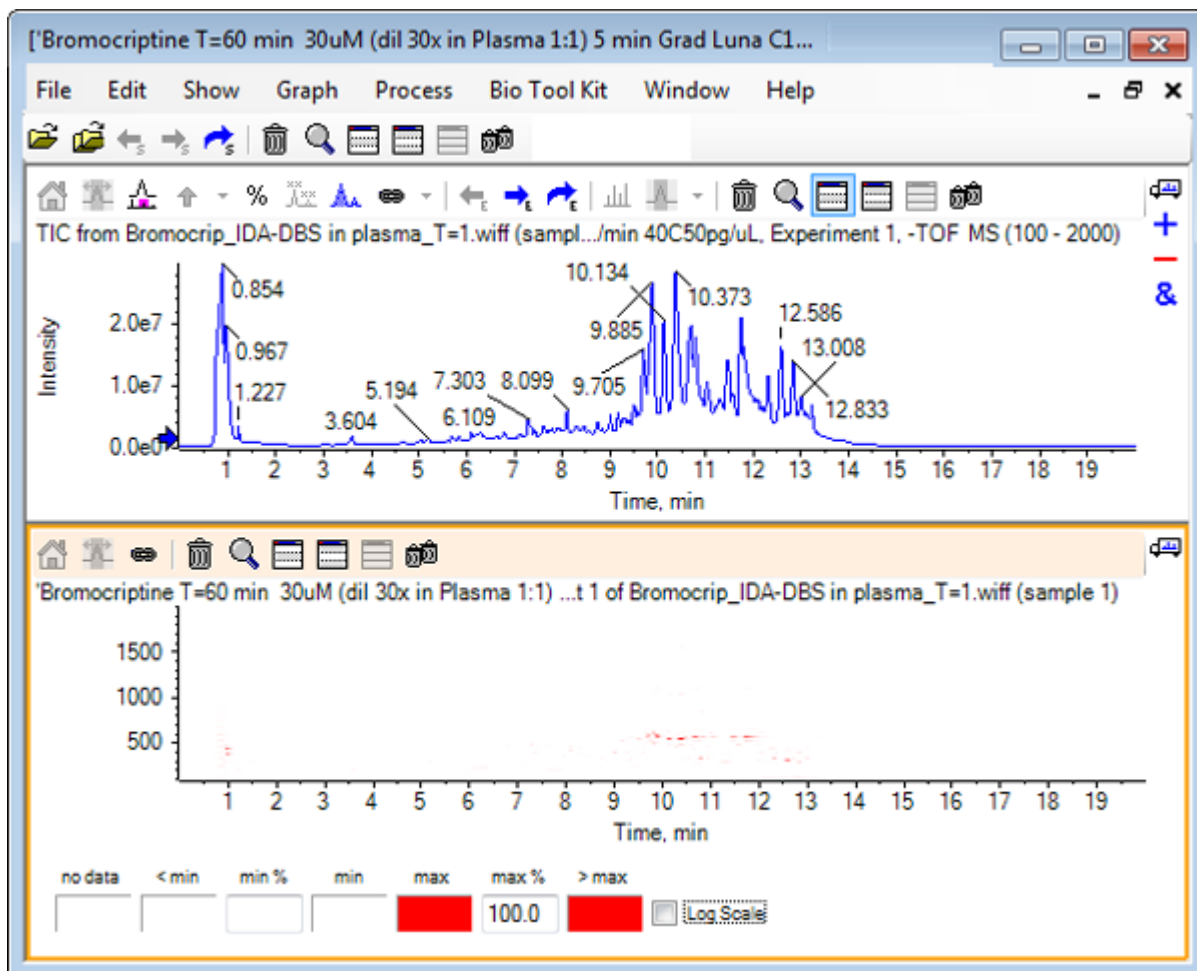 ['Bromocriptine T=60 min  30uM (dil 30x in Plasma 1:1) 5 min Grad Luna C1...
File Edit Show Graph Process Bio Tool Kit Window Help
TIC from Bromocrip_IDA-DBS in plasma_T=1.wiff (sampl.../min 40C50pg/uL, Experiment 1, -TOF MS (100 - 2000)
Intensity
2.0e7
1.0e7
0.0e0
0.854
0.967
1.227
3.604
5.194
6.109
7.303
8.099
9.705
9.885
10.134
10.373
12.586
13.008
12.833
1 2 3 4 5 6 7 8 9 10 11 12 13 14 15 16 17 18 19
Time, min
'Bromocriptine T=60 min  30uM (dil 30x in Plasma 1:1) ...t 1 of Bromocrip_IDA-DBS in plasma_T=1.wiff (sample 1)
1500
1000
500
1 2 3 4 5 6 7 8 9 10 11 12 13 14 15 16 17 18 19
Time, min
no data < min min % min max max % > max
100.0 Log Scale